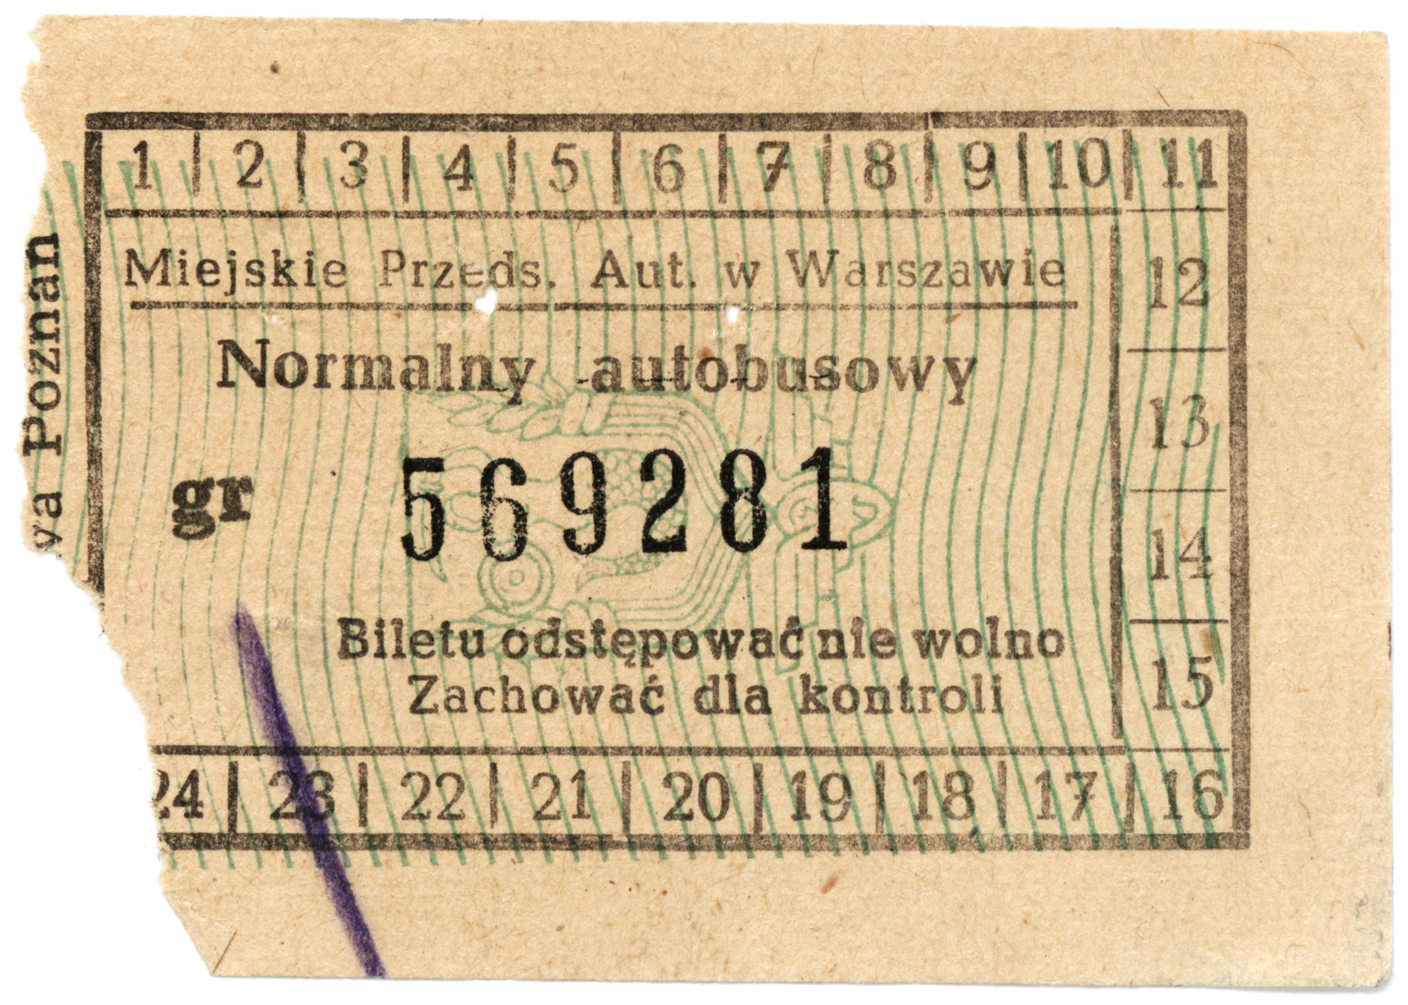 1 2 3 4 5 6 7 8 9 10 11
Miejskie Przeds. Aut. w Warszawie
12
Normalny autobusowy
13
gr 569281
14
Biletu odstępować nie wolno
Zachować dla kontroli
15
24 23 22 21 20 19 18 17 16
wa Poznań